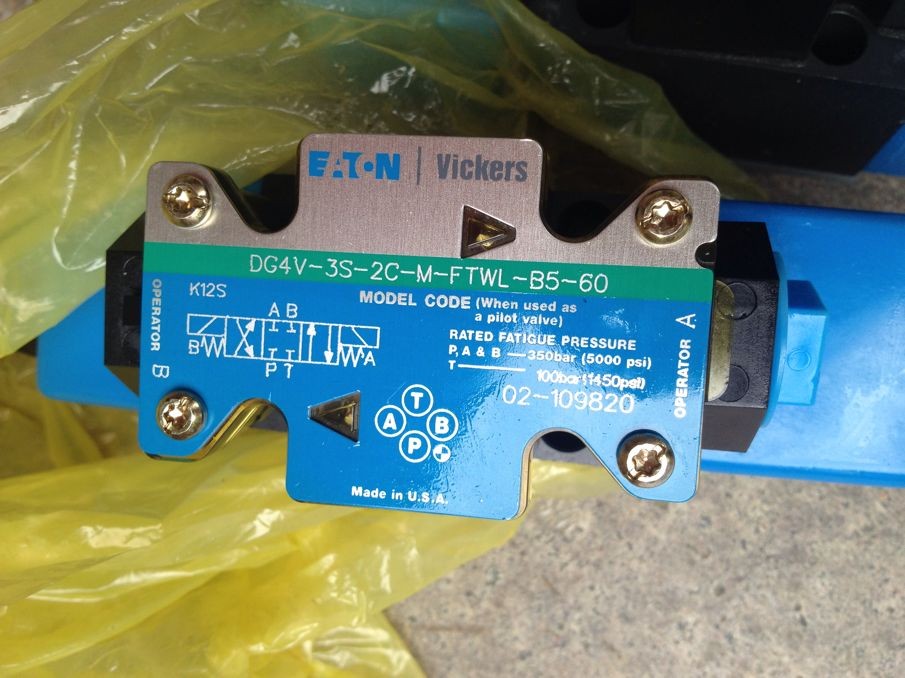 EATON | Vickers
DG4V-3S-2C-M-FTWL-B5-60
K12S
MODEL CODE (When used as
a pilot valve)
A B
B
A
P T
RATED FATIGUE PRESSURE
P, A & B — 350bar (5000 psi)
T — 100bar (1450psi)
02-109820
OPERATOR B
OPERATOR A
T
A B
P
Made in U.S.A.